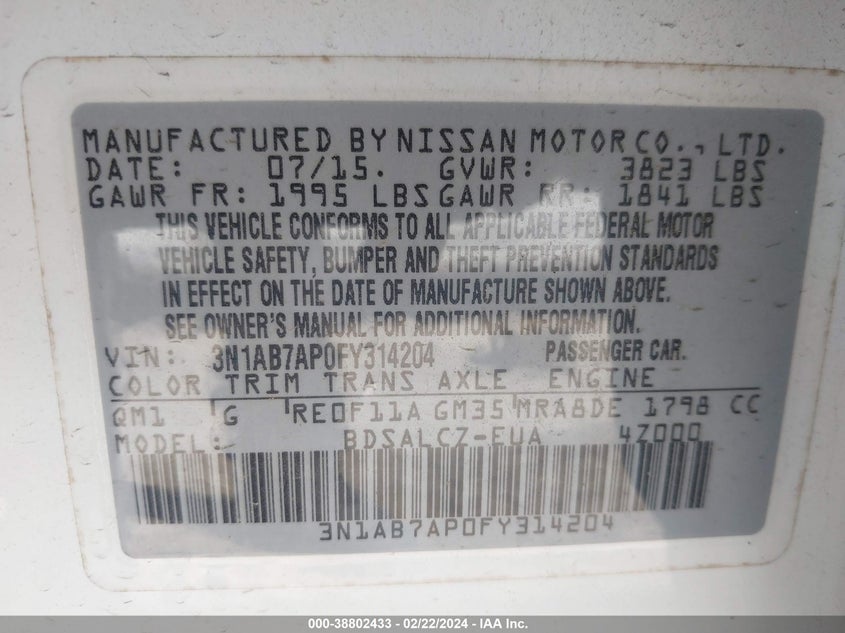 MANUFACTURED BY NISSAN MOTOR CO., LTD.
DATE: 07/15. GVWR: 3823 LBS
GAWR FR: 1995 LBS GAWR RR: 1841 LBS
THIS VEHICLE CONFORMS TO ALL APPLICABLE FEDERAL MOTOR
VEHICLE SAFETY, BUMPER AND THEFT PREVENTION STANDARDS
IN EFFECT ON THE DATE OF MANUFACTURE SHOWN ABOVE.
SEE OWNER'S MANUAL FOR ADDITIONAL INFORMATION.
VIN: 3N1AB7AP0FY314204 PASSENGER CAR.
COLOR TRIM TRANS AXLE ENGINE
QM1 G RE0F11A GM35 MRA8DE 1798 CC
MODEL: BDSALCZ-EUA 4Z000
3N1AB7AP0FY314204
000-38802433 - 02/22/2024 - IAA Inc.